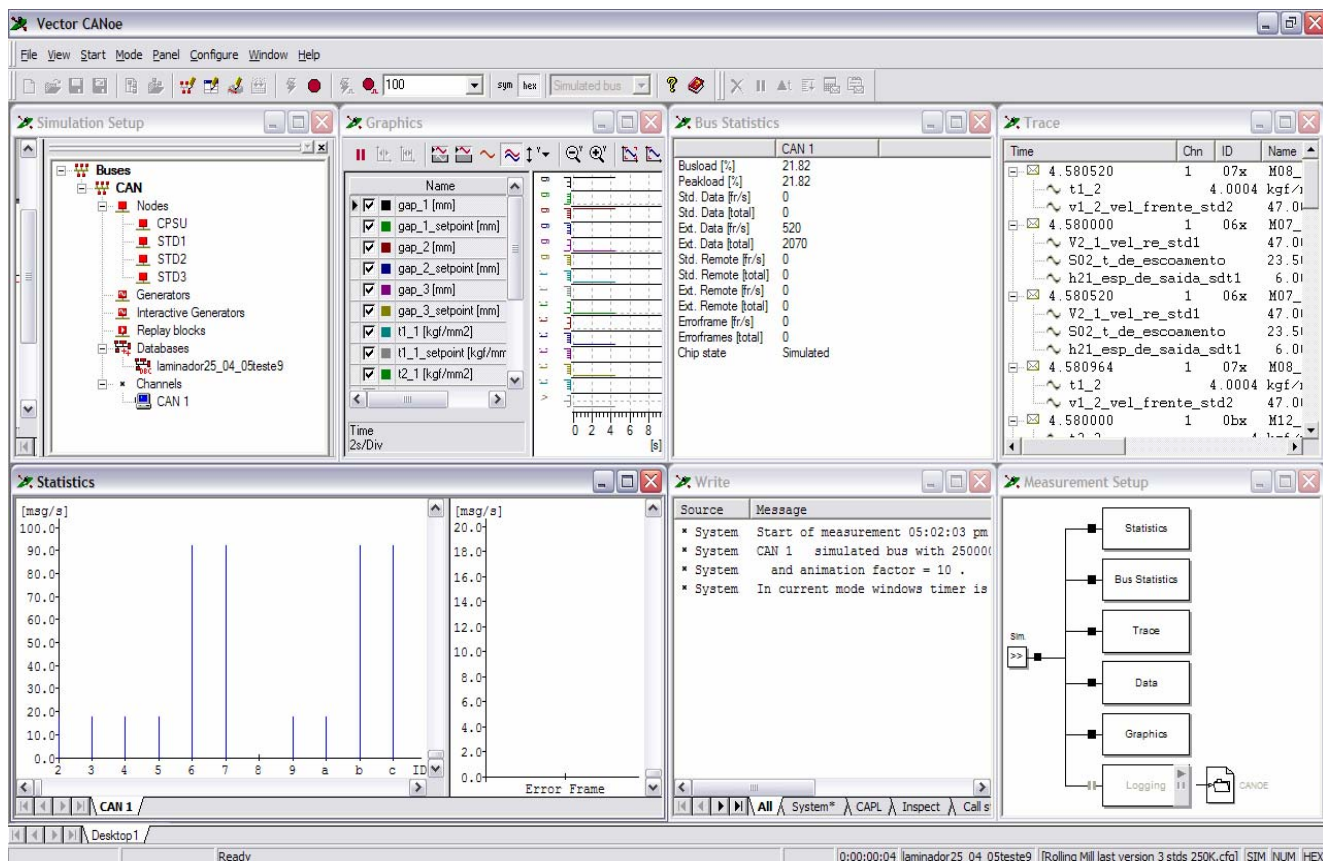 Vector CANoe
File View Start Mode Panel Configure Window Help
100 sym hex Simulated bus
Simulation Setup
Buses
CAN
Nodes
CPSU
STD1
STD2
STD3
Generators
Interactive Generators
Replay blocks
Databases
laminador25_04_05teste9
Channels
CAN 1
Graphics
Name
gap_1 [mm]
gap_1_setpoint [mm]
gap_2 [mm]
gap_2_setpoint [mm]
gap_3 [mm]
gap_3_setpoint [mm]
t1_1 [kgf/mm2]
t1_1_setpoint [kgf/mm
t2_1 [kgf/mm2]
Time
2s/Div
0 2 4 6 8
[s]
Bus Statistics
CAN 1
Busload [%] 21.82
Peakload [%] 21.82
Std. Data [fr/s] 0
Std. Data [total] 0
Ext. Data [fr/s] 520
Ext. Data [total] 2070
Std. Remote [fr/s] 0
Std. Remote [total] 0
Ext. Remote [fr/s] 0
Ext. Remote [total] 0
Errorframe [fr/s] 0
Errorframes [total] 0
Chip state Simulated
Trace
Time Chn ID Name
4.580520 1 07x M08_
t1_2 4.0004 kgf/
v1_2_vel_frente_std2 47.0
4.580000 1 06x M07_
V2_1_vel_re_std1 47.0
S02_t_de_escoamento 23.5
h21_esp_de_saida_sdt1 6.0
4.580520 1 06x M07_
V2_1_vel_re_std1 47.0
S02_t_de_escoamento 23.5
h21_esp_de_saida_sdt1 6.0
4.580964 1 07x M08_
t1_2 4.0004 kgf/
v1_2_vel_frente_std2 47.0
4.580000 1 0bx M12_
Statistics
[msg/s]
100.0
90.0
80.0
70.0
60.0
50.0
40.0
30.0
20.0
10.0
0.0
2 3 4 5 6 7 8 9 a b c ID
[msg/s]
20.0
18.0
16.0
14.0
12.0
10.0
8.0
6.0
4.0
2.0
0.0
Error Frame
CAN 1
Write
Source Message
* System Start of measurement 05:02:03 pm
* System CAN 1 simulated bus with 25000
* System and animation factor = 10 .
* System In current mode windows timer is
All System* CAPL Inspect Call s
Measurement Setup
Statistics
Bus Statistics
Trace
Sim.
>>
Data
Graphics
Logging
CANOE
Desktop1
Ready 0:00:00:04 laminador25_04_05teste9 [Rolling Mill last version 3 stds 250K.cfg] SIM NUM HEX